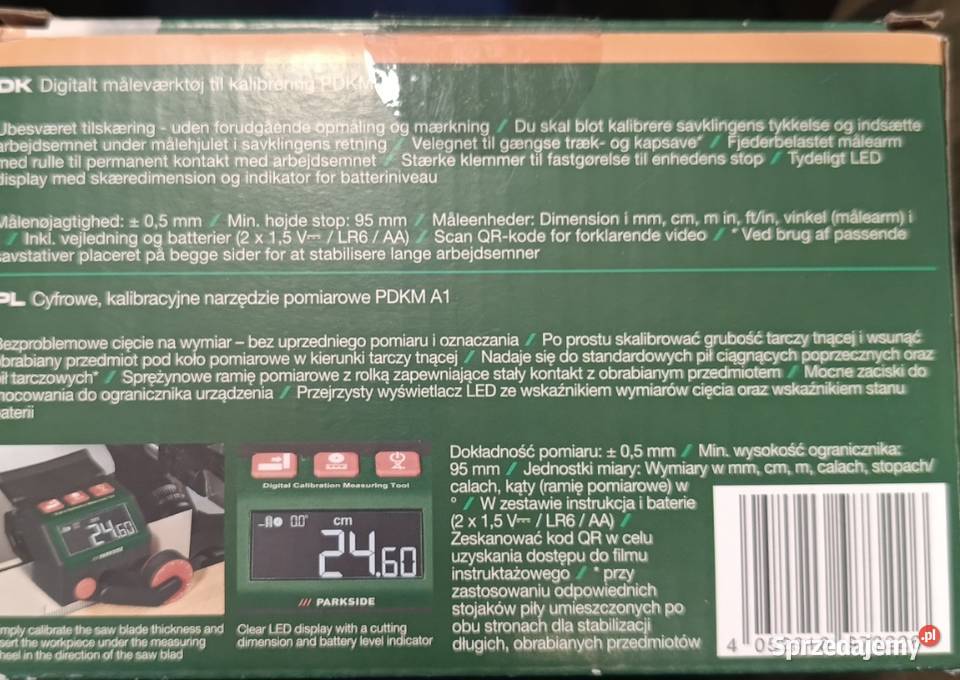 DK Digitalt måleværktøj til kalibrering PDKM
Ubesværet tilskæring - uden forudgående opmåling og mærkning / Du skal blot kalibrere savklingens tykkelse og indsætte
arbejdsemnet under målehjulet i savklingens retning / Velegnet til gængse træk- og kapsave* / Fjederbelastet målearm
med rulle til permanent kontakt med arbejdsemnet / Stærke klemmer til fastgørelse til enhedens stop / Tydeligt LED
display med skæredimension og indikator for batteriniveau
Målenøjagtighed: ± 0,5 mm / Min. højde stop: 95 mm / Måleenheder: Dimension i mm, cm, m in, ft/in, vinkel (målearm) i
/ Inkl. vejledning og batterier (2 x 1,5 V⎓ / LR6 / AA) / Scan QR-kode for forklarende video / * Ved brug af passende
savstativer placeret på begge sider for at stabilisere lange arbejdsemner
PL Cyfrowe, kalibracyjne narzędzie pomiarowe PDKM A1
Bezproblemowe cięcie na wymiar – bez uprzedniego pomiaru i oznaczania / Po prostu skalibrować grubość tarczy tnącej i wsunąć
obrabiany przedmiot pod koło pomiarowe w kierunki tarczy tnącej / Nadaje się do standardowych pił ciągnących poprzecznych oraz
pił tarczowych* / Sprężynowe ramię pomiarowe z rolką zapewniające stały kontakt z obrabianym przedmiotem / Mocne zaciski do
mocowania do ogranicznika urządzenia / Przejrzysty wyświetlacz LED ze wskaźnikiem wymiarów cięcia oraz wskaźnikiem stanu
baterii
Dokładność pomiaru: ± 0,5 mm / Min. wysokość ogranicznika:
95 mm / Jednostki miary: Wymiary w mm, cm, m, calach, stopach/
calach, kąty (ramię pomiarowe) w
° / W zestawie instrukcja i baterie
(2 x 1,5 V⎓ / LR6 / AA) /
Zeskanować kod QR w celu
uzyskania dostępu do filmu
instruktażowego / * przy
zastosowaniu odpowiednich
stojaków piły umieszczonych po
obu stronach dla stabilizacji
długich, obrabianych przedmiotów
24.60
PARKSIDE
Digital Calibration Measuring Tool
0.0° cm
24.60
/// PARKSIDE
Simply calibrate the saw blade thickness and
insert the workpiece under the measuring
wheel in the direction of the saw blad
Clear LED display with a cutting
dimension and battery level indicator
Sprzedajemy.pl